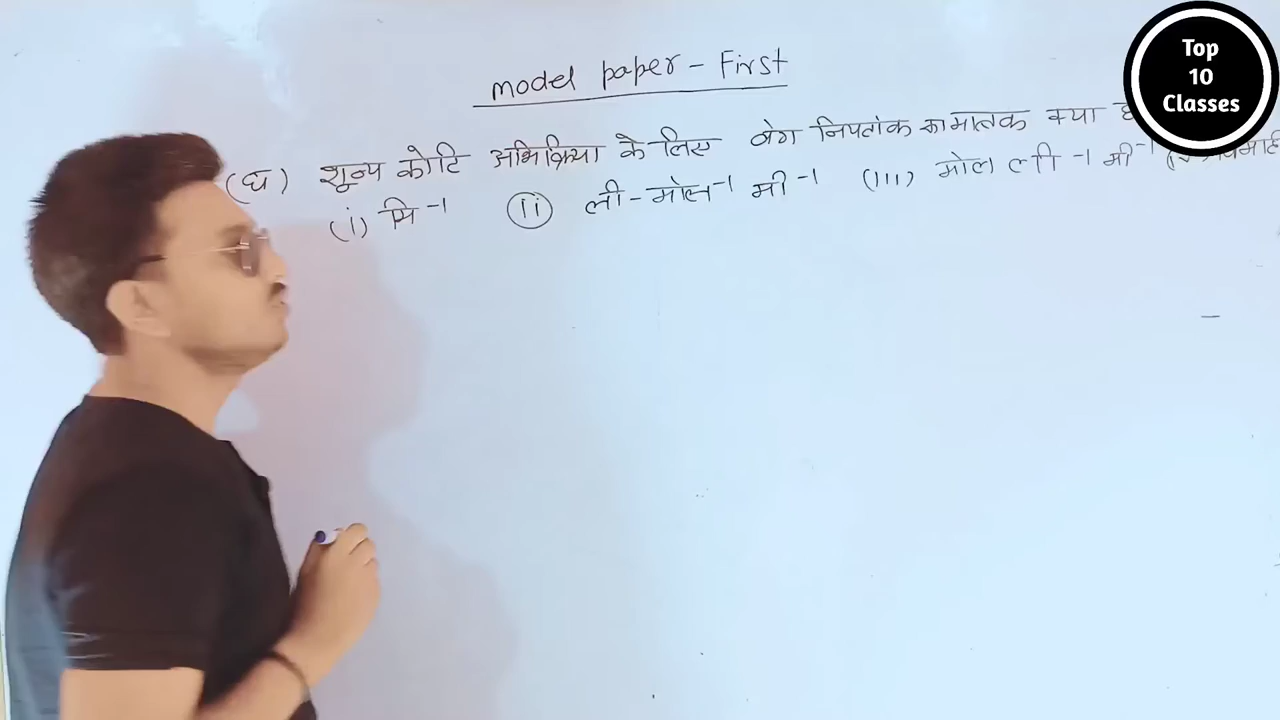 model paper - First
(घ) शून्य कोटि अभिक्रिया के लिए वेग नियतांक का मात्रक क्या
(i) मि⁻¹ (ii) ली-मोल⁻¹ मी⁻¹ (iii) मोल ली⁻¹ मी⁻¹
Top
10
Classes